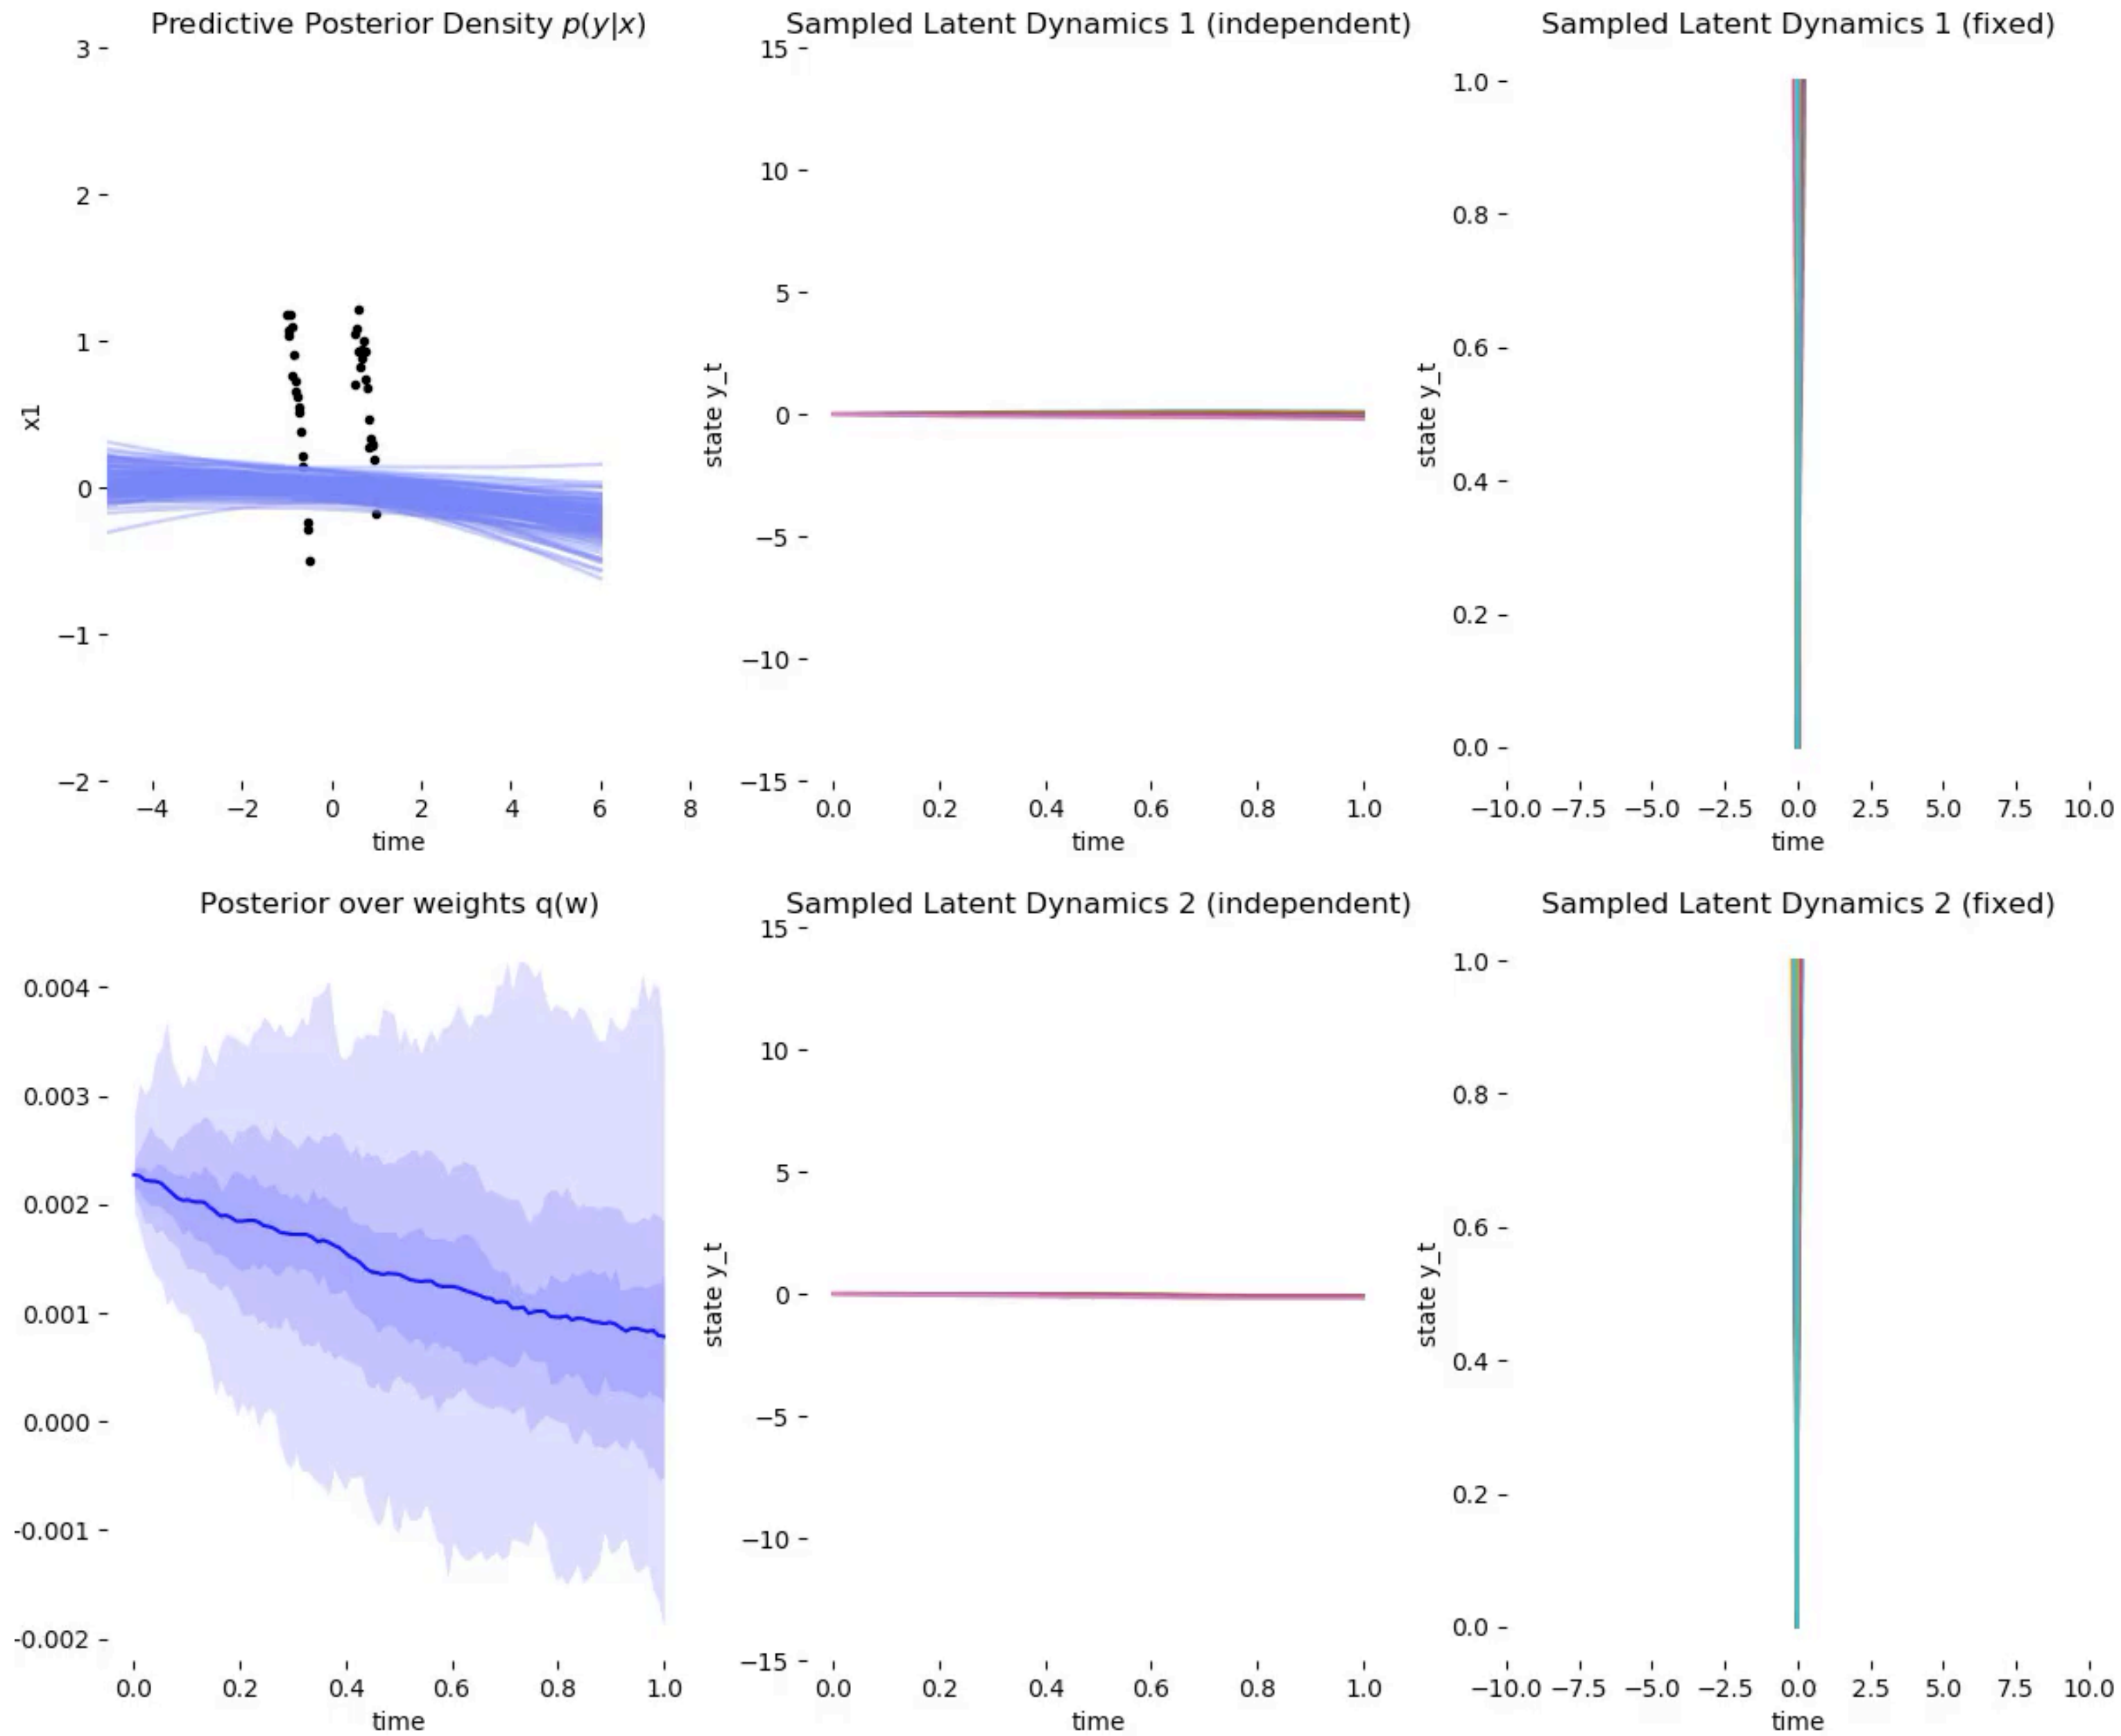 Predictive Posterior Density p(y|x)
3
2
1
0
−1
−2
x1
−4 −2 0 2 4 6 8
time
Sampled Latent Dynamics 1 (independent)
15
10
5
0
−5
−10
−15
state y_t
0.0 0.2 0.4 0.6 0.8 1.0
time
Sampled Latent Dynamics 1 (fixed)
1.0
0.8
0.6
0.4
0.2
0.0
state y_t
−10.0 −7.5 −5.0 −2.5 0.0 2.5 5.0 7.5 10.0
time
Posterior over weights q(w)
0.004
0.003
0.002
0.001
0.000
-0.001
-0.002
0.0 0.2 0.4 0.6 0.8 1.0
time
Sampled Latent Dynamics 2 (independent)
15
10
5
0
−5
−10
−15
state y_t
0.0 0.2 0.4 0.6 0.8 1.0
time
Sampled Latent Dynamics 2 (fixed)
1.0
0.8
0.6
0.4
0.2
0.0
state y_t
−10.0 −7.5 −5.0 −2.5 0.0 2.5 5.0 7.5 10.0
time